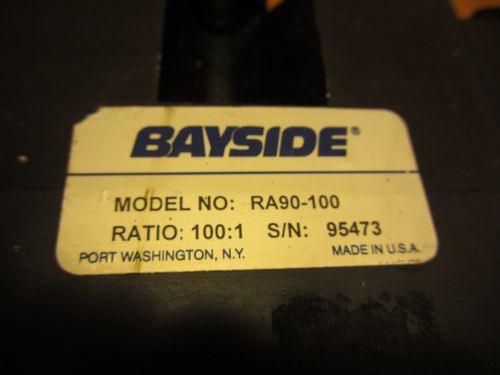 BAYSIDE®
MODEL NO: RA90-100
RATIO: 100:1 S/N: 95473
PORT WASHINGTON, N.Y. MADE IN U.S.A.